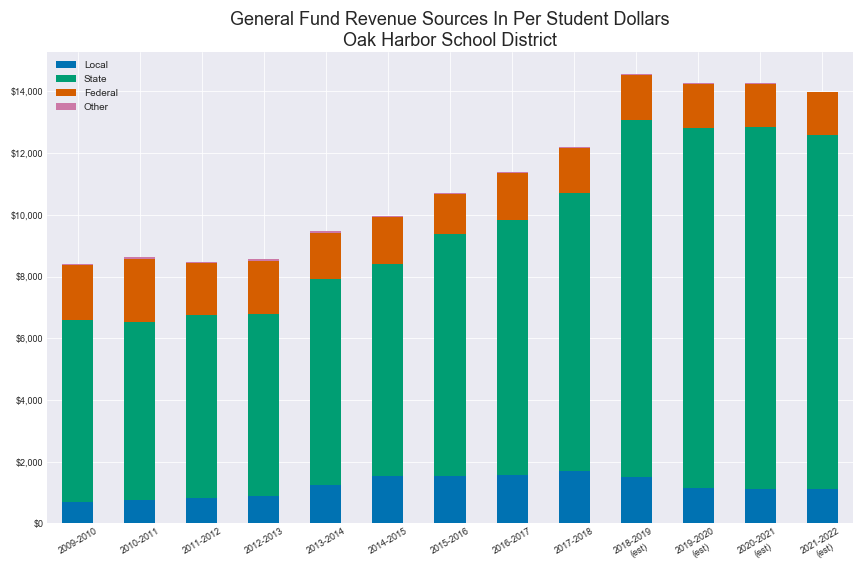 General Fund Revenue Sources In Per Student Dollars
Oak Harbor School District
Local
State
Federal
Other
$14,000
$12,000
$10,000
$8,000
$6,000
$4,000
$2,000
$0
2009-2010
2010-2011
2011-2012
2012-2013
2013-2014
2014-2015
2015-2016
2016-2017
2017-2018
2018-2019
(est)
2019-2020
(est)
2020-2021
(est)
2021-2022
(est)